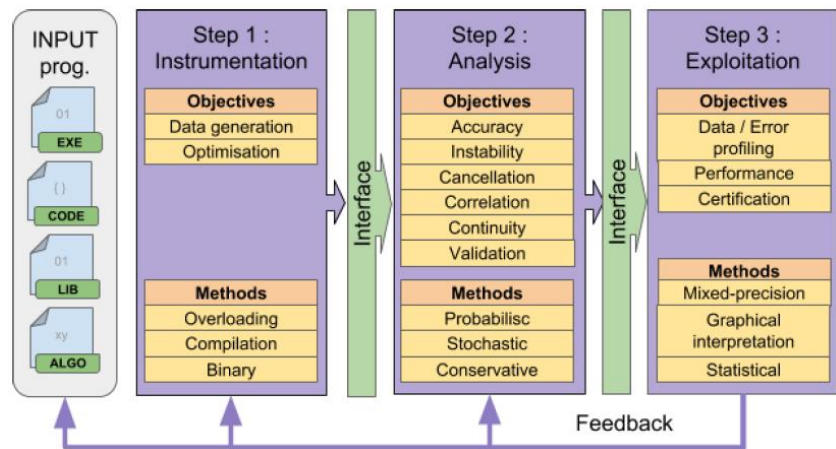 INPUT
prog.
01
EXE
{ }
CODE
01
LIB
xy
ALGO
Step 1 :
Instrumentation
Objectives
Data generation
Optimisation
Methods
Overloading
Compilation
Binary
Interface
Step 2 :
Analysis
Objectives
Accuracy
Instability
Cancellation
Correlation
Continuity
Validation
Methods
Probabilisc
Stochastic
Conservative
Interface
Step 3 :
Exploitation
Objectives
Data / Error
profiling
Performance
Certification
Methods
Mixed-precision
Graphical
interpretation
Statistical
Feedback